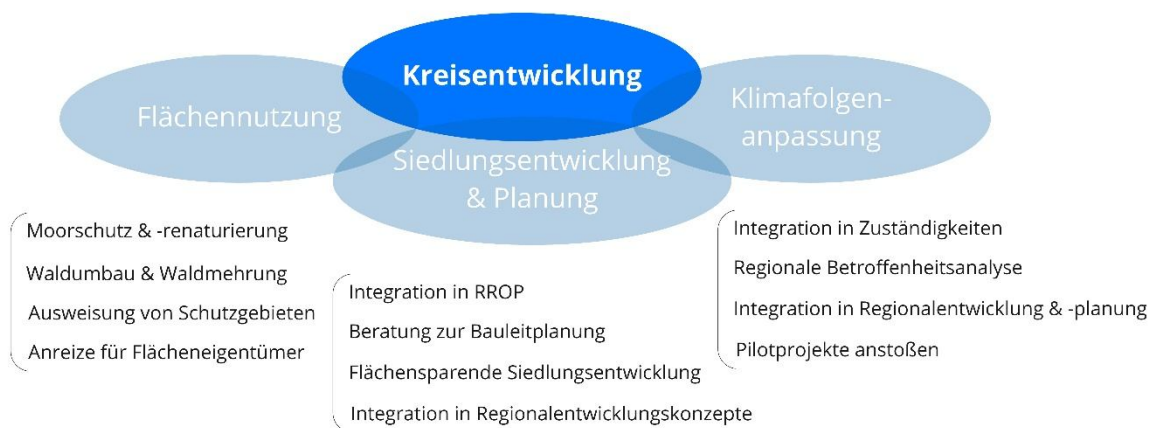 Kreisentwicklung
Flächennutzung
Siedlungsentwicklung
& Planung
Klimafolgen-
anpassung
Moorschutz & -renaturierung
Waldumbau & Waldmehrung
Ausweisung von Schutzgebieten
Anreize für Flächeneigentümer
Integration in RROP
Beratung zur Bauleitplanung
Flächensparende Siedlungsentwicklung
Integration in Regionalentwicklungskonzepte
Integration in Zuständigkeiten
Regionale Betroffenheitsanalyse
Integration in Regionalentwicklung & -planung
Pilotprojekte anstoßen